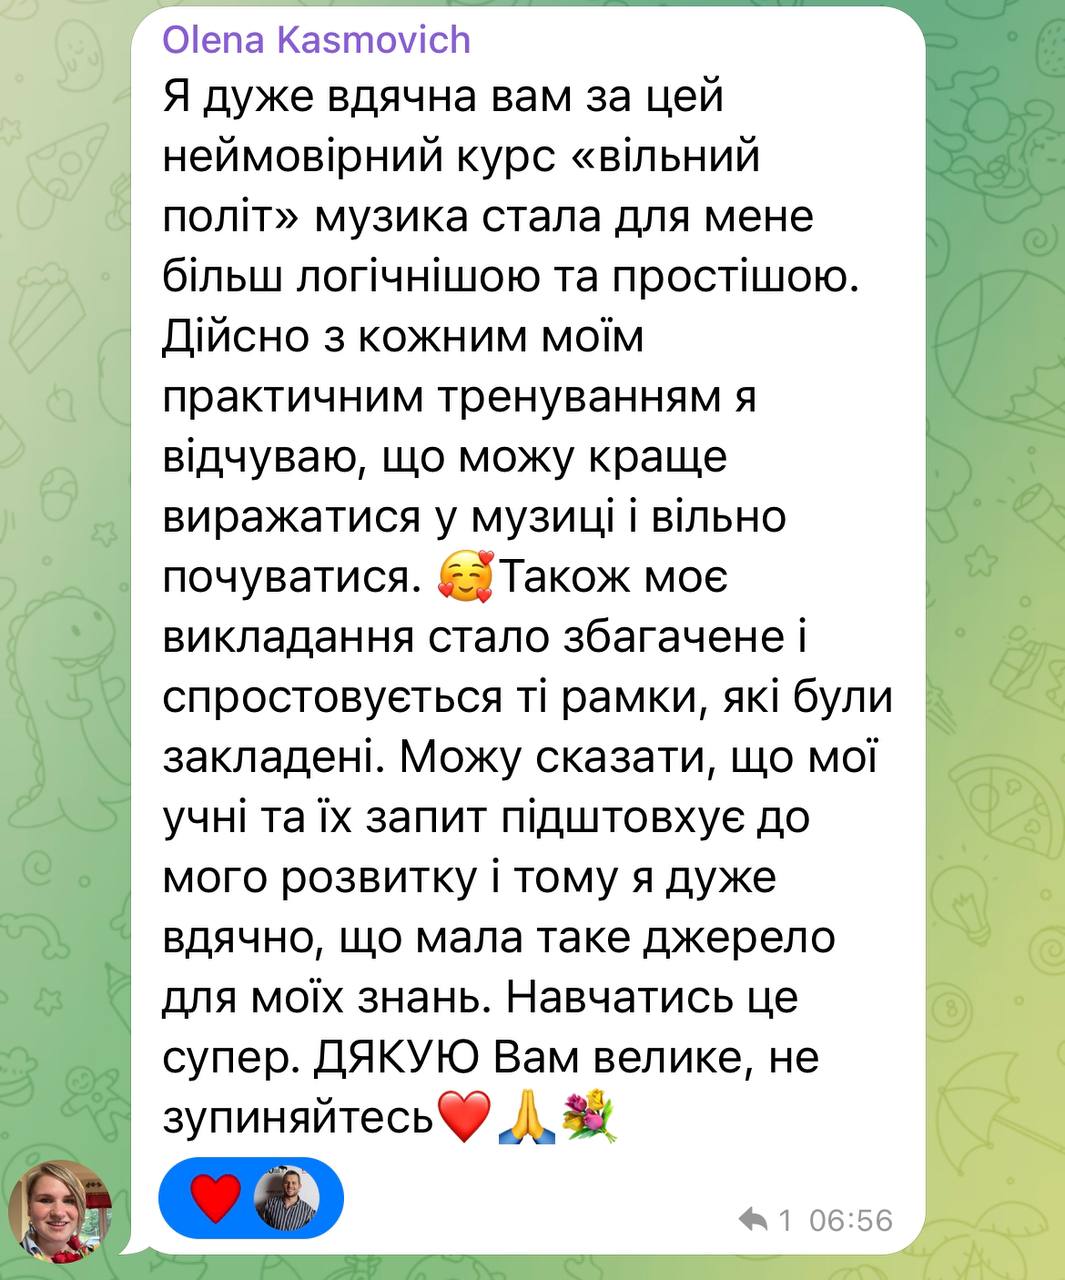 Olena Kasmovich
Я дуже вдячна вам за цей
неймовірний курс «вільний
політ» музика стала для мене
більш логічнішою та простішою.
Дійсно з кожним моїм
практичним тренуванням я
відчуваю, що можу краще
виражатися у музиці і вільно
почуватися. 🥰Також моє
викладання стало збагачене і
спростовується ті рамки, які були
закладені. Можу сказати, що мої
учні та їх запит підштовхує до
мого розвитку і тому я дуже
вдячно, що мала таке джерело
для моїх знань. Навчатись це
супер. ДЯКУЮ Вам велике, не
зупиняйтесь❤️🙏💐
1 06:56